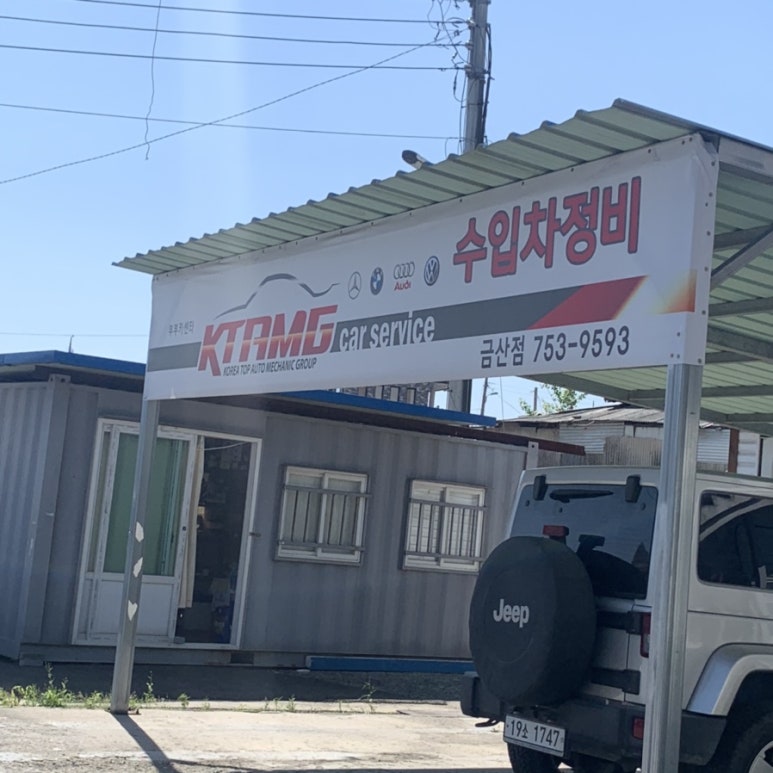 수입차정비
Audi
KTAMG car service
KOREA TOP AUTO MECHANIC GROUP
금산점 753-9593
Jeep
19소 1747